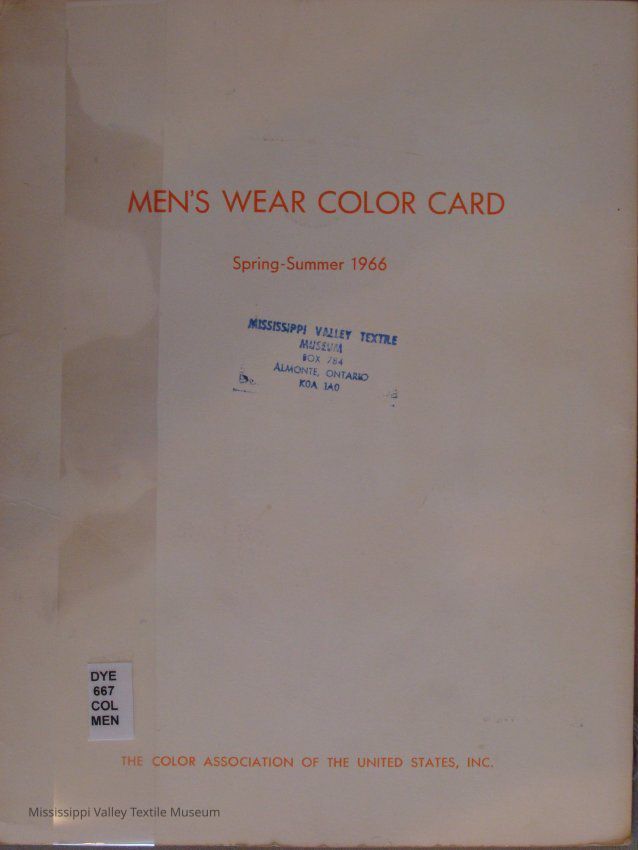 MEN'S WEAR COLOR CARD
Spring-Summer 1966
MISSISSIPPI VALLEY TEXTILE
MUSEUM
BOX 784
ALMONTE, ONTARIO
K0A 1A0
DYE
667
COL
MEN
THE COLOR ASSOCIATION OF THE UNITED STATES, INC.
Mississippi Valley Textile Museum